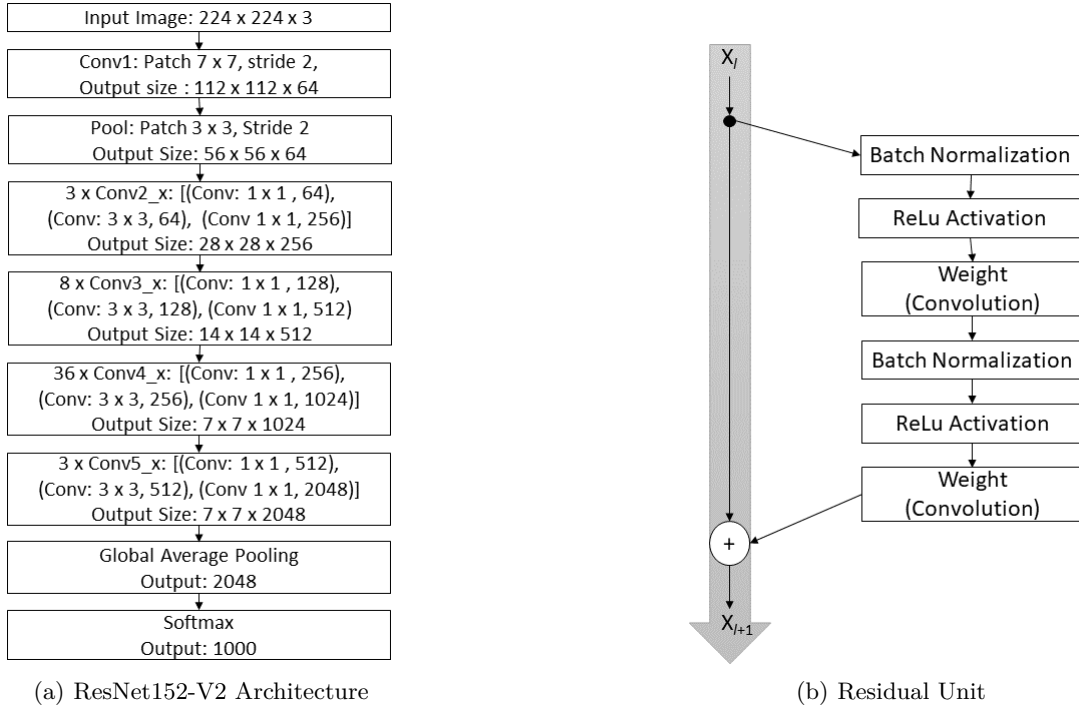 Input Image: 224 x 224 x 3
Conv1: Patch 7 x 7, stride 2,
Output size : 112 x 112 x 64
Pool: Patch 3 x 3, Stride 2
Output Size: 56 x 56 x 64
3 x Conv2_x: [(Conv: 1 x 1 , 64),
(Conv: 3 x 3, 64), (Conv 1 x 1, 256)]
Output Size: 28 x 28 x 256
8 x Conv3_x: [(Conv: 1 x 1 , 128),
(Conv: 3 x 3, 128), (Conv 1 x 1, 512)
Output Size: 14 x 14 x 512
36 x Conv4_x: [(Conv: 1 x 1 , 256),
(Conv: 3 x 3, 256), (Conv 1 x 1, 1024)]
Output Size: 7 x 7 x 1024
3 x Conv5_x: [(Conv: 1 x 1 , 512),
(Conv: 3 x 3, 512), (Conv 1 x 1, 2048)]
Output Size: 7 x 7 x 2048
Global Average Pooling
Output: 2048
Softmax
Output: 1000
(a) ResNet152-V2 Architecture
X_l
Batch Normalization
ReLu Activation
Weight
(Convolution)
Batch Normalization
ReLu Activation
Weight
(Convolution)
+
X_l+1
(b) Residual Unit